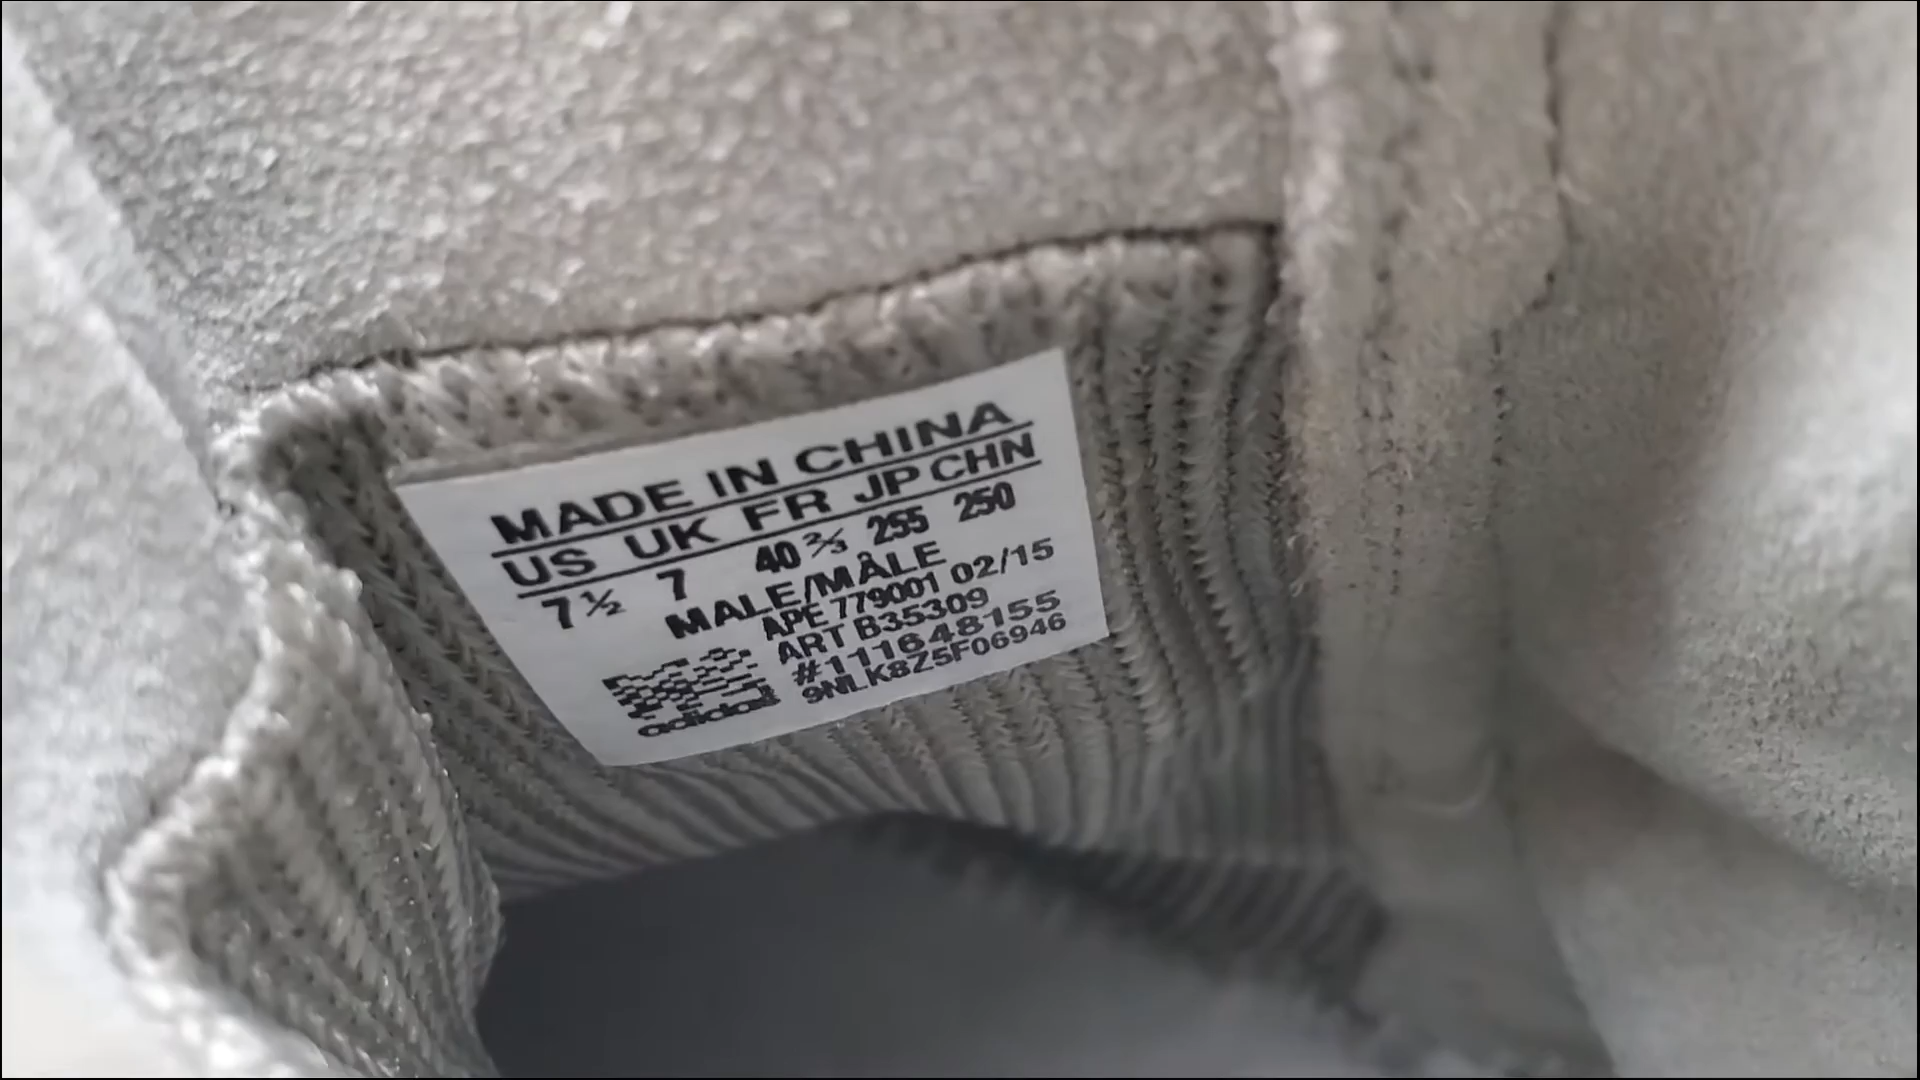 MADE IN CHINA
US UK FR JP CHN
7½ 7 40⅔ 255 250
MALE/MÂLE
APE 779001 02/15
ART B35309
#111648155
9NLK8Z5F06946
adidas